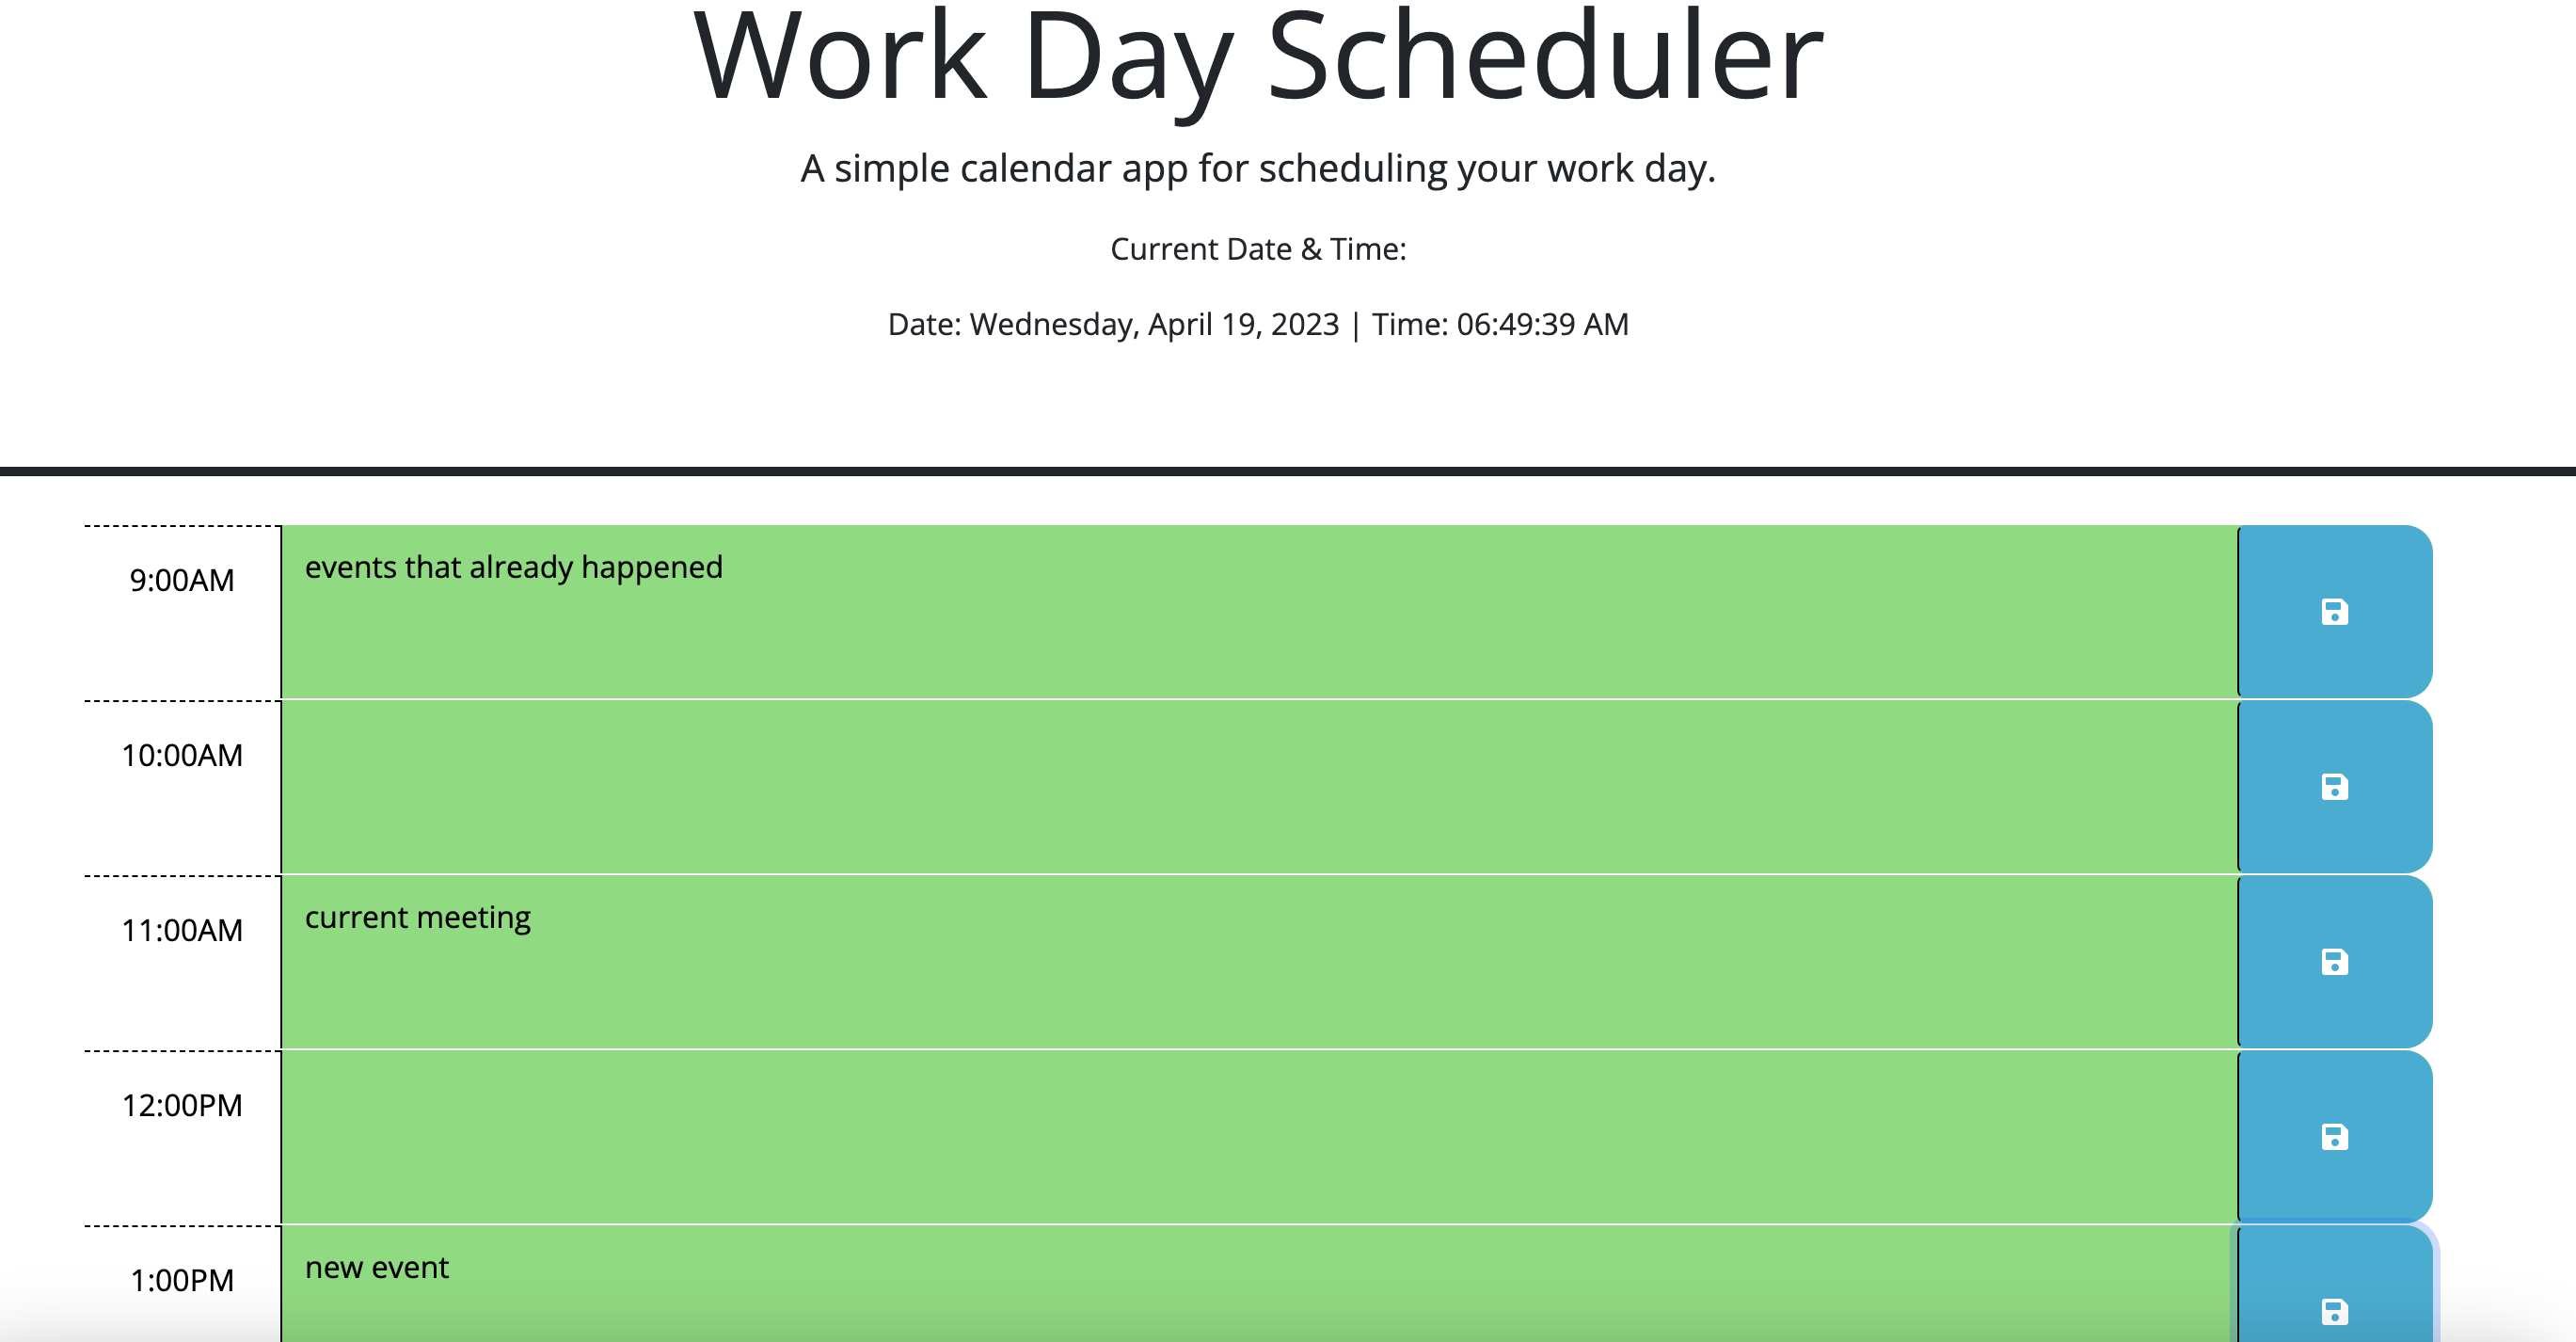 Work Day Scheduler
A simple calendar app for scheduling your work day.
Current Date & Time:
Date: Wednesday, April 19, 2023 | Time: 06:49:39 AM
9:00AM
events that already happened
10:00AM
11:00AM
current meeting
12:00PM
1:00PM
new event